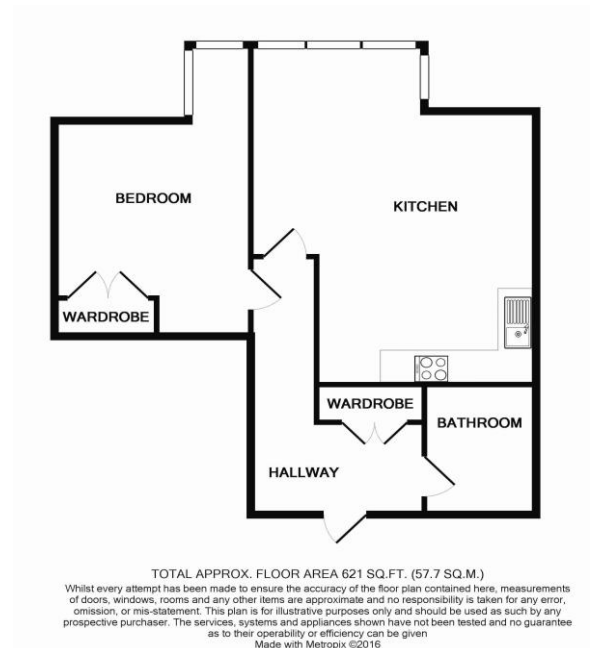 BEDROOM
KITCHEN
WARDROBE
WARDROBE
BATHROOM
HALLWAY
TOTAL APPROX. FLOOR AREA 621 SQ.FT. (57.7 SQ.M.)
Whilst every attempt has been made to ensure the accuracy of the floor plan contained here, measurements
of doors, windows, rooms and any other items are approximate and no responsibility is taken for any error,
omission, or mis-statement. This plan is for illustrative purposes only and should be used as such by any
prospective purchaser. The services, systems and appliances shown have not been tested and no guarantee
as to their operability or efficiency can be given
Made with Metropix ©2016